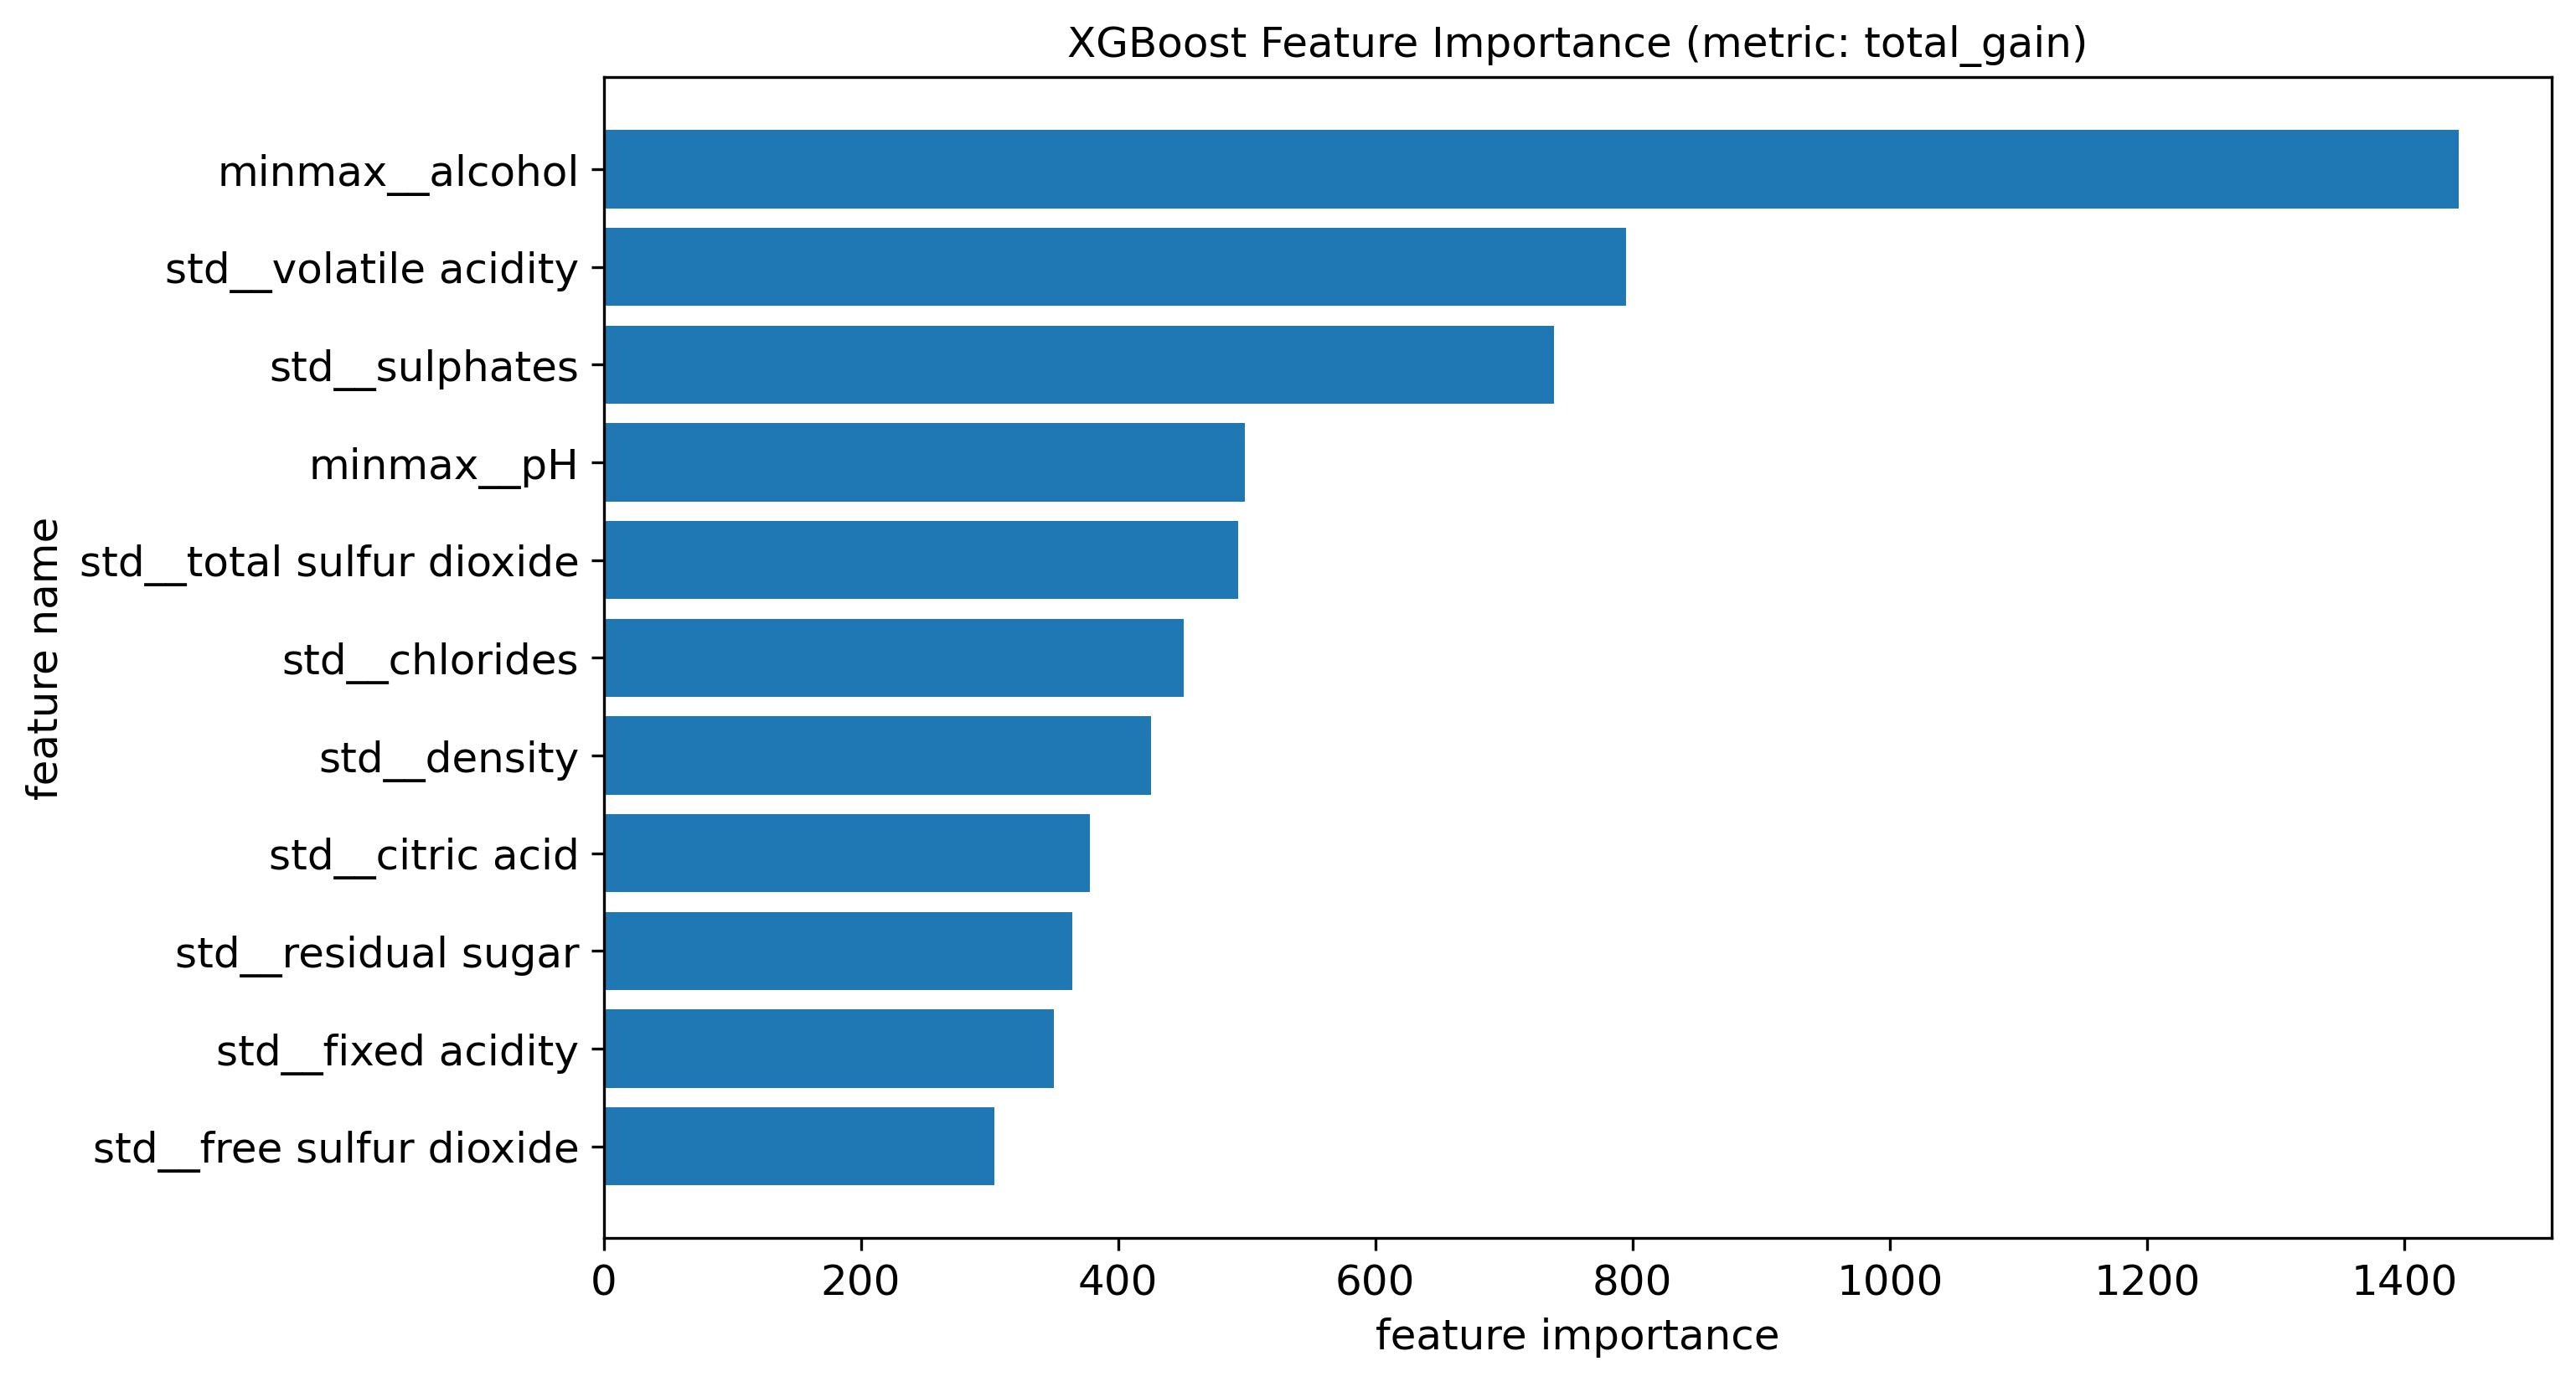 XGBoost Feature Importance (metric: total_gain)
feature name
minmax__alcohol
std__volatile acidity
std__sulphates
minmax__pH
std__total sulfur dioxide
std__chlorides
std__density
std__citric acid
std__residual sugar
std__fixed acidity
std__free sulfur dioxide
0 200 400 600 800 1000 1200 1400
feature importance